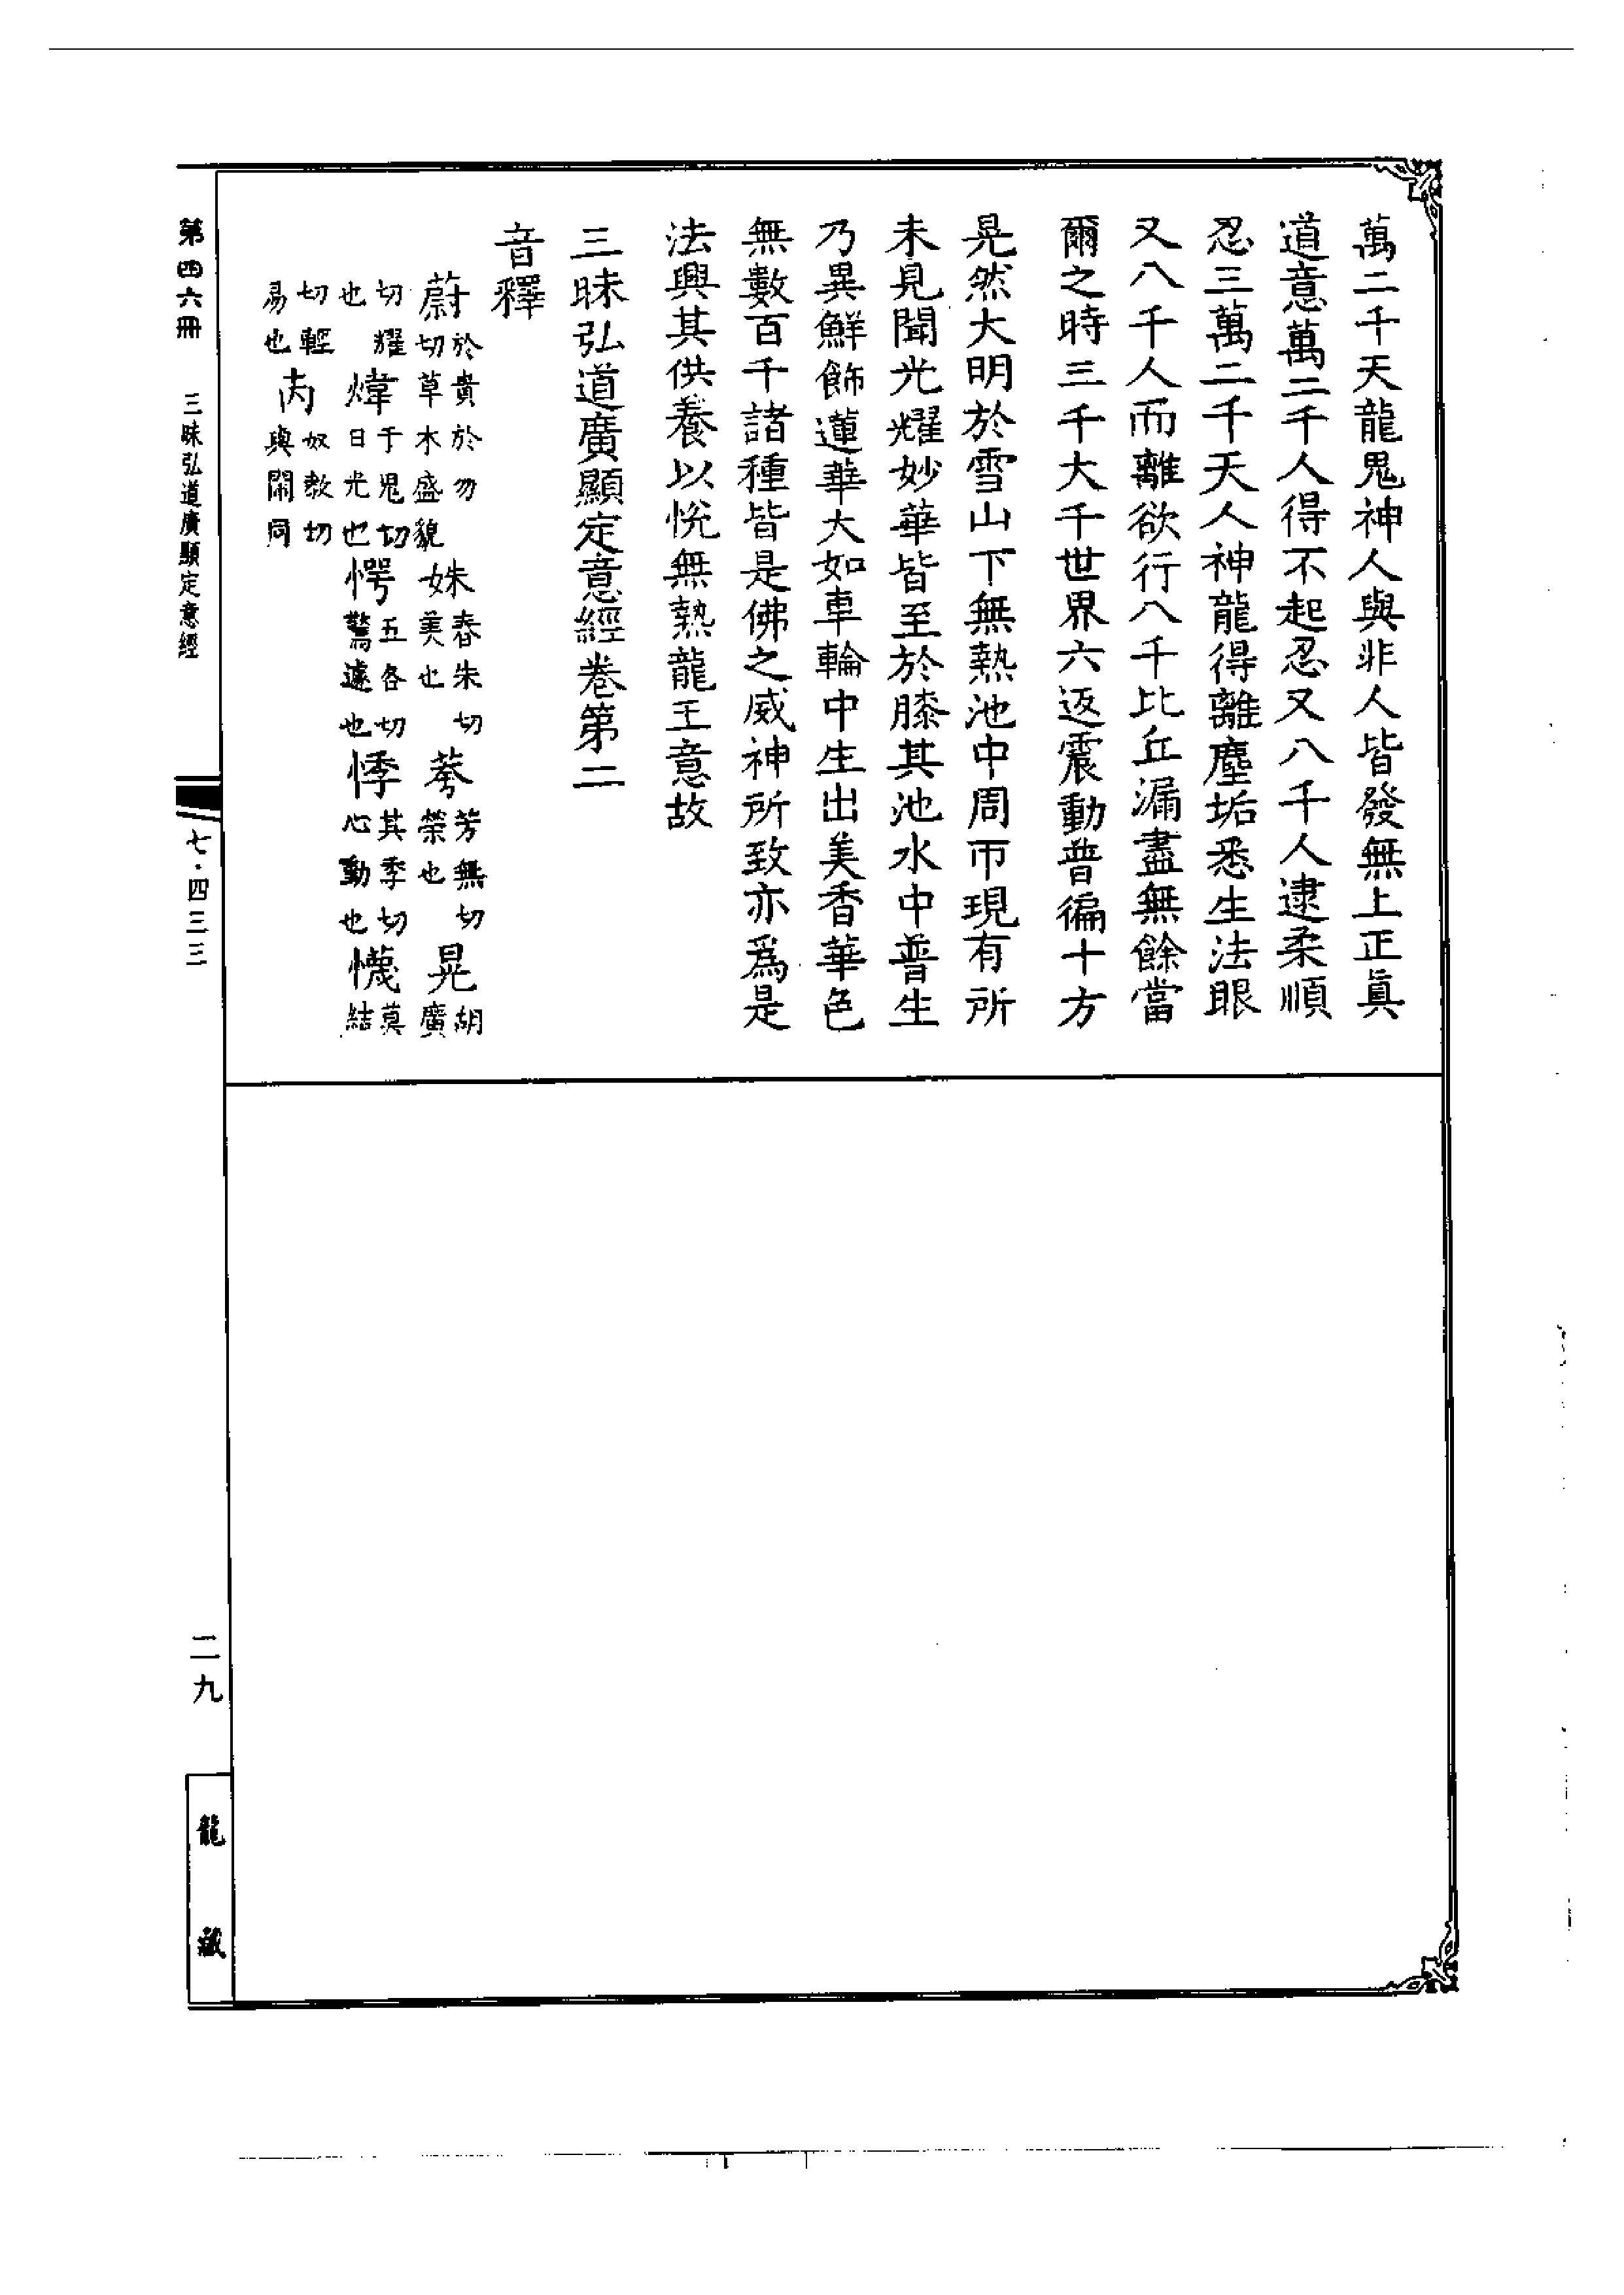 萬二千天龍鬼神人與非人皆發無上正眞
道意萬二千人得不起忍又八千人逮柔順
忍三萬二千天人神龍得離塵垢悉生法眼
又八千人而離欲行八千比丘漏盡無餘當
爾之時三千大千世界六返震動普徧十方
晃然大明於雪山下無熱池中周帀現有所
未見聞光耀妙華皆至於膝其池水中普生
乃異鮮飾蓮華大如車輪中生出美香華色
無數百千諸種皆是佛之威神所致亦爲是
法興其供養以悅無熱龍王意故
三昧弘道廣顯定意經卷第二
音釋
蔚於貴於勿切草木盛貌 姝春朱切美也 荂芳無切榮也 晃胡廣
切耀也 煒于鬼切日光也 愕五各切驚遽也 悸其季切心動也 懱莫結
切輕易也 㕯奴教切與閙同
第四六冊 三昧弘道廣顯定意經 七·四三三 二九 龍藏